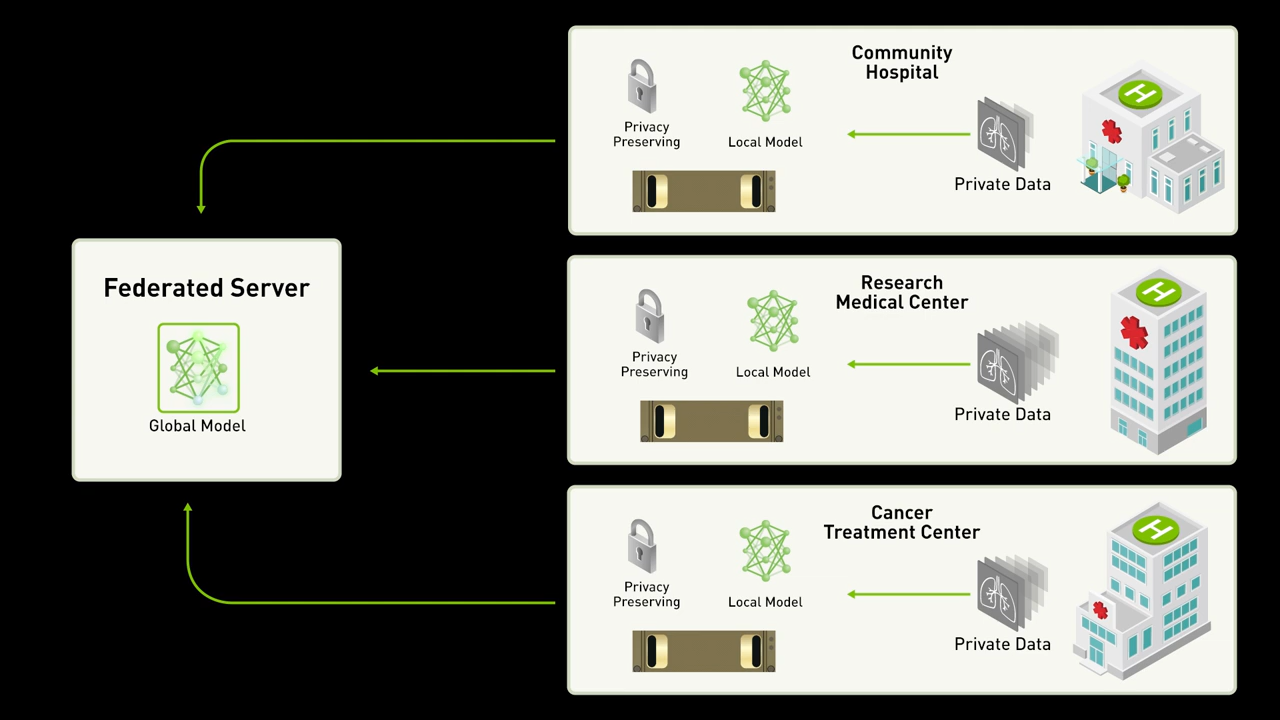 Federated Server
Global Model
Community
Hospital
Privacy
Preserving
Local Model
Private Data
H
Research
Medical Center
Privacy
Preserving
Local Model
Private Data
H
Cancer
Treatment Center
Privacy
Preserving
Local Model
Private Data
H